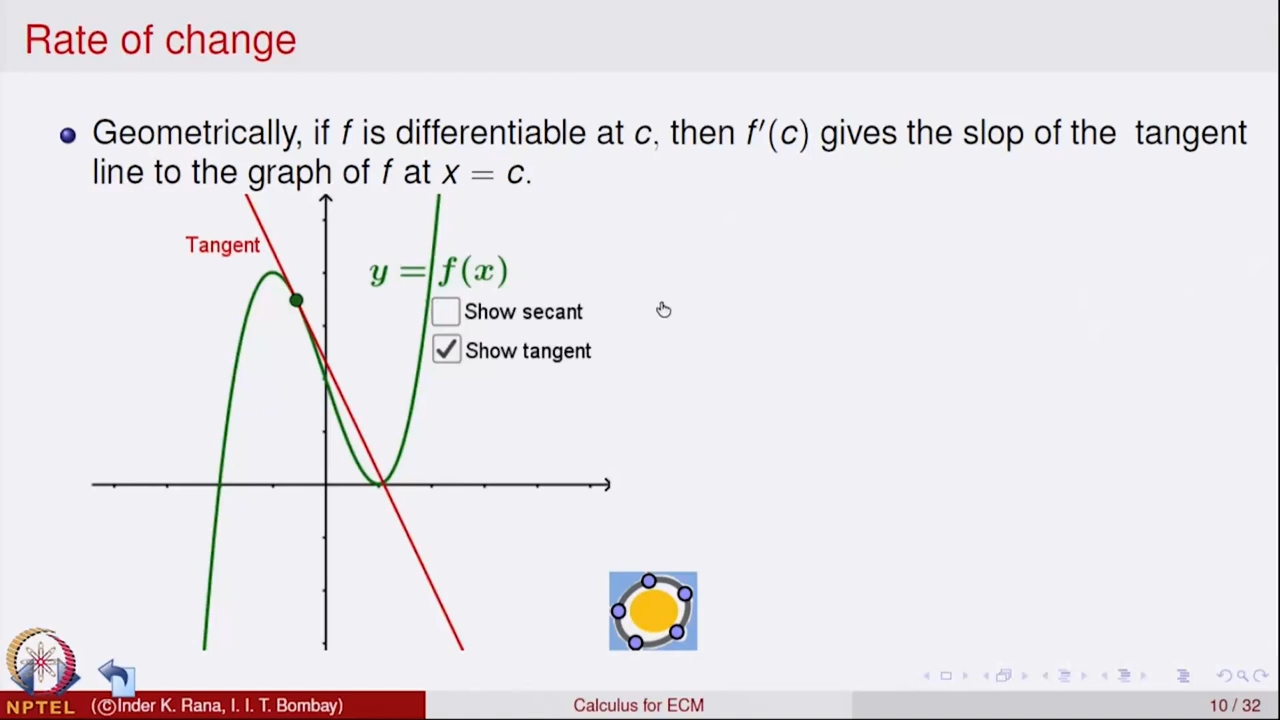 Rate of change
Geometrically, if f is differentiable at c, then f′(c) gives the slop of the tangent
line to the graph of f at x = c.
Tangent
y = f(x)
Show secant
Show tangent
NPTEL
(©Inder K. Rana, I. I. T. Bombay)
Calculus for ECM
10 / 32